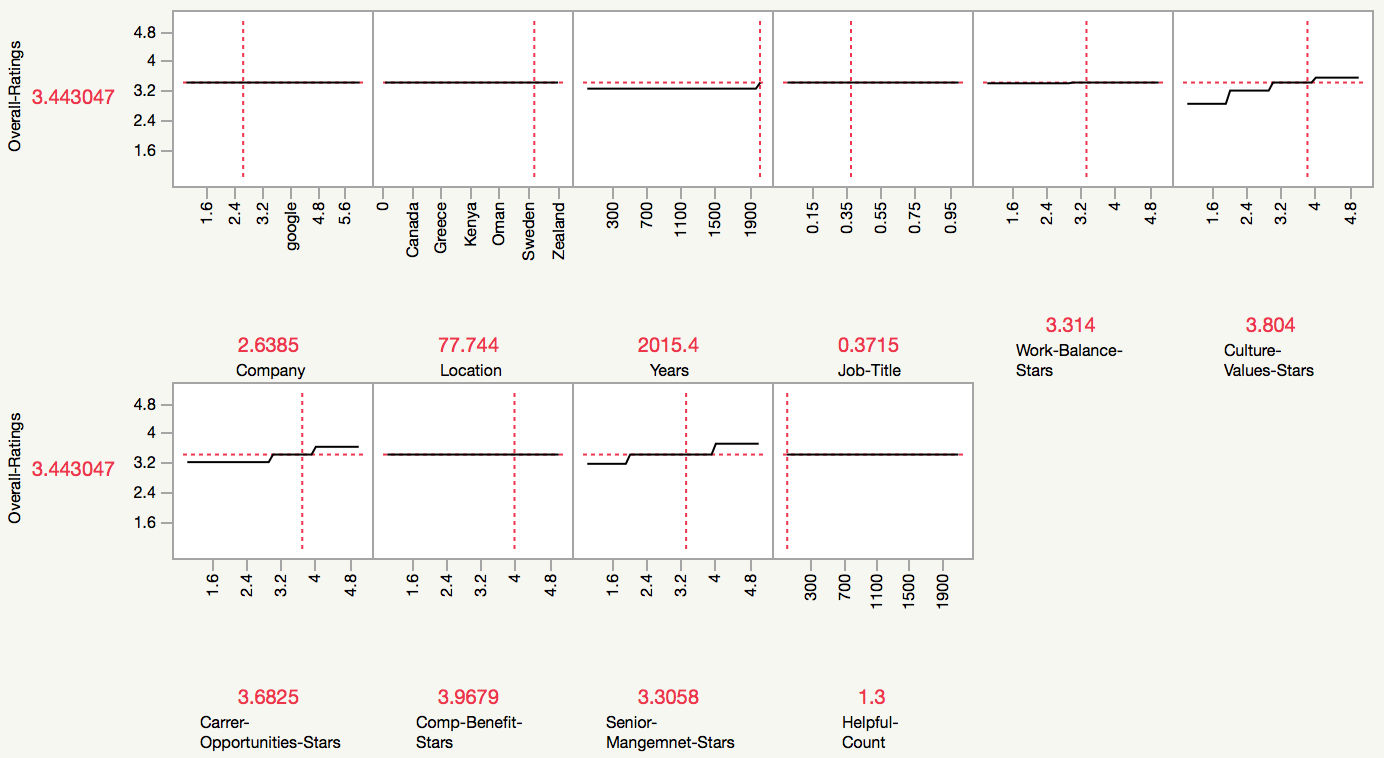 Overall-Ratings
3.443047
4.8
4
3.2
2.4
1.6
1.6
2.4
3.2
google
4.8
5.6
0
Canada
Greece
Kenya
Oman
Sweden
Zealand
300
700
1100
1500
1900
0.15
0.35
0.55
0.75
0.95
1.6
2.4
3.2
4
4.8
1.6
2.4
3.2
4
4.8
2.6385
Company
77.744
Location
2015.4
Years
0.3715
Job-Title
3.314
Work-Balance-
Stars
3.804
Culture-
Values-Stars
Overall-Ratings
3.443047
4.8
4
3.2
2.4
1.6
1.6
2.4
3.2
4
4.8
1.6
2.4
3.2
4
4.8
1.6
2.4
3.2
4
4.8
300
700
1100
1500
1900
3.6825
Carrer-
Opportunities-Stars
3.9679
Comp-Benefit-
Stars
3.3058
Senior-
Mangemnet-Stars
1.3
Helpful-
Count